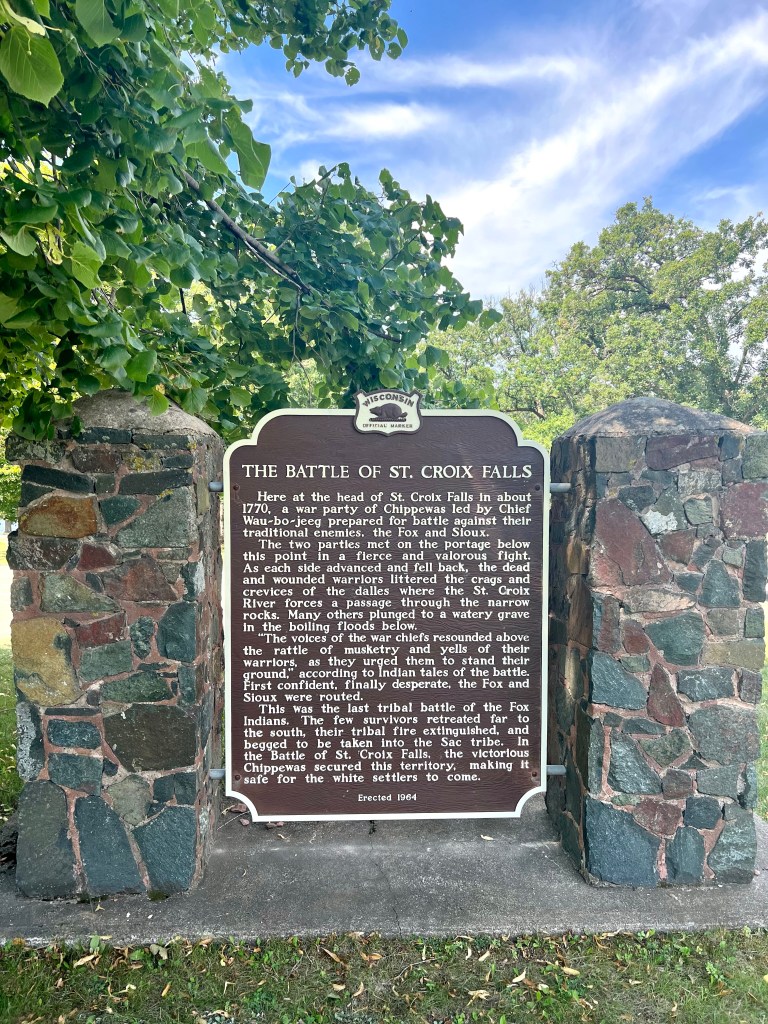 WISCONSIN
OFFICIAL MARKER
THE BATTLE OF ST. CROIX FALLS
Here at the head of St. Croix Falls in about
1770, a war party of Chippewas led by Chief
Wau-bo-jeeg prepared for battle against their
traditional enemies, the Fox and Sioux.
The two parties met on the portage below
this point in a fierce and valorous fight.
As each side advanced and fell back, the dead
and wounded warriors littered the crags and
crevices of the dalles where the St. Croix
River forces a passage through the narrow
rocks. Many others plunged to a watery grave
in the boiling floods below.
"The voices of the war chiefs resounded above
the rattle of musketry and yells of their
warriors, as they urged them to stand their
ground," according to Indian tales of the battle.
First confident, finally desperate, the Fox and
Sioux were routed.
This was the last tribal battle of the Fox
Indians. The few survivors retreated far to
the south, their tribal fire extinguished, and
begged to be taken into the Sac tribe. In
the Battle of St. Croix Falls, the victorious
Chippewas secured this territory, making it
safe for the white settlers to come.
Erected 1964